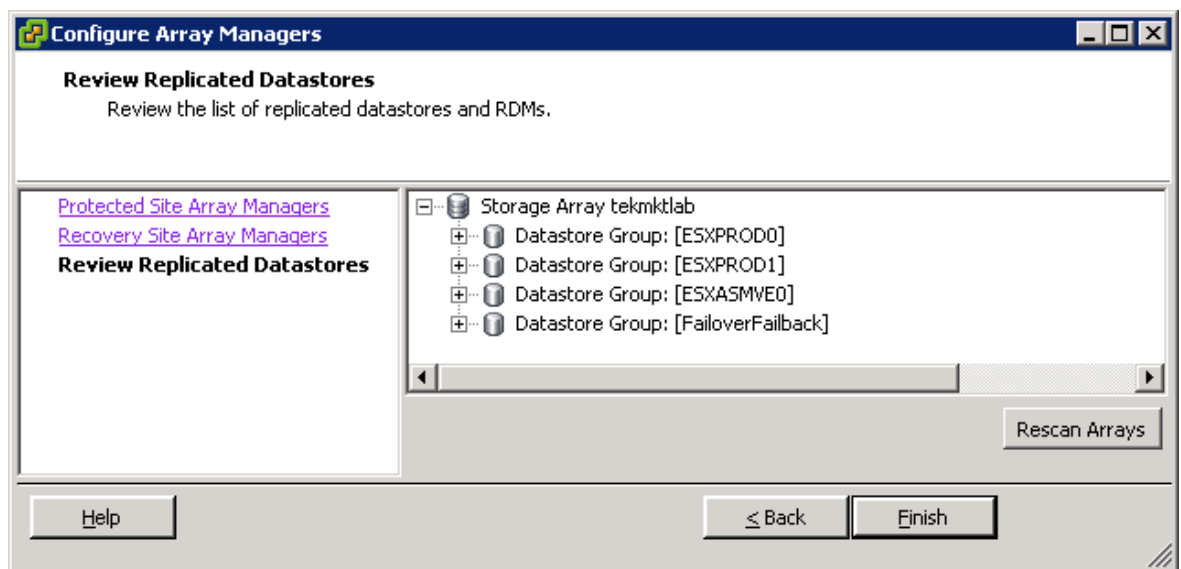 Configure Array Managers
Review Replicated Datastores
Review the list of replicated datastores and RDMs.
Protected Site Array Managers
Recovery Site Array Managers
Review Replicated Datastores
Storage Array tekmktlab
Datastore Group: [ESXPROD0]
Datastore Group: [ESXPROD1]
Datastore Group: [ESXASMVE0]
Datastore Group: [FailoverFailback]
Rescan Arrays
Help
< Back
Finish